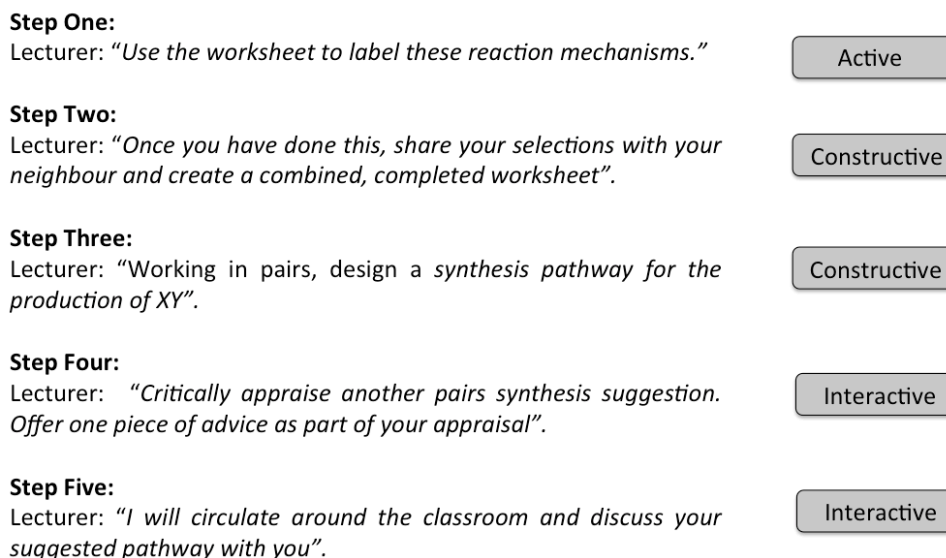 Step One:
Lecturer: “Use the worksheet to label these reaction mechanisms.”
Active
Step Two:
Lecturer: “Once you have done this, share your selections with your
neighbour and create a combined, completed worksheet”.
Constructive
Step Three:
Lecturer: “Working in pairs, design a synthesis pathway for the
production of XY”.
Constructive
Step Four:
Lecturer: “Critically appraise another pairs synthesis suggestion.
Offer one piece of advice as part of your appraisal”.
Interactive
Step Five:
Lecturer: “I will circulate around the classroom and discuss your
suggested pathway with you”.
Interactive